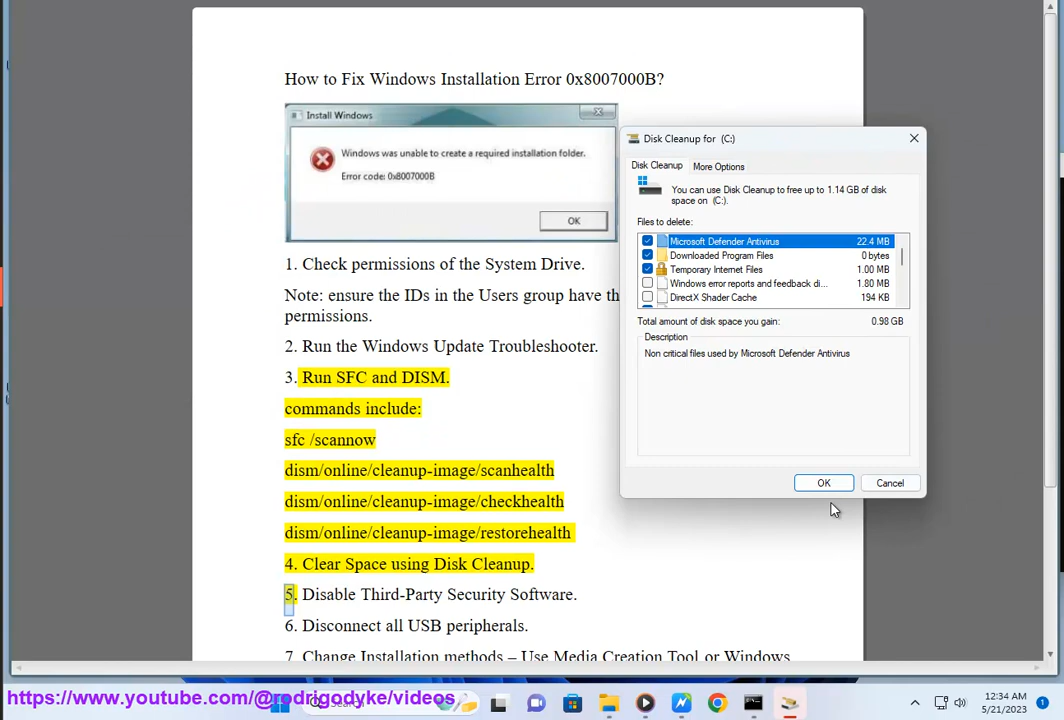 How to Fix Windows Installation Error 0x8007000B?
Install Windows
Windows was unable to create a required installation folder.
Error code: 0x8007000B
OK
1. Check permissions of the System Drive.
Note: ensure the IDs in the Users group have th
permissions.
2. Run the Windows Update Troubleshooter.
3. Run SFC and DISM.
commands include:
sfc /scannow
dism/online/cleanup-image/scanhealth
dism/online/cleanup-image/checkhealth
dism/online/cleanup-image/restorehealth
4. Clear Space using Disk Cleanup.
5. Disable Third-Party Security Software.
6. Disconnect all USB peripherals.
7. Change Installation methods – Use Media Creation Tool or Windows
Disk Cleanup for (C:)
Disk Cleanup More Options
You can use Disk Cleanup to free up to 1.14 GB of disk
space on (C:).
Files to delete:
Microsoft Defender Antivirus 22.4 MB
Downloaded Program Files 0 bytes
Temporary Internet Files 1.00 MB
Windows error reports and feedback di... 1.80 MB
DirectX Shader Cache 194 KB
Total amount of disk space you gain: 0.98 GB
Description
Non critical files used by Microsoft Defender Antivirus
OK Cancel
https://www.youtube.com/@rodrigodyke/videos
12:34 AM
5/21/2023